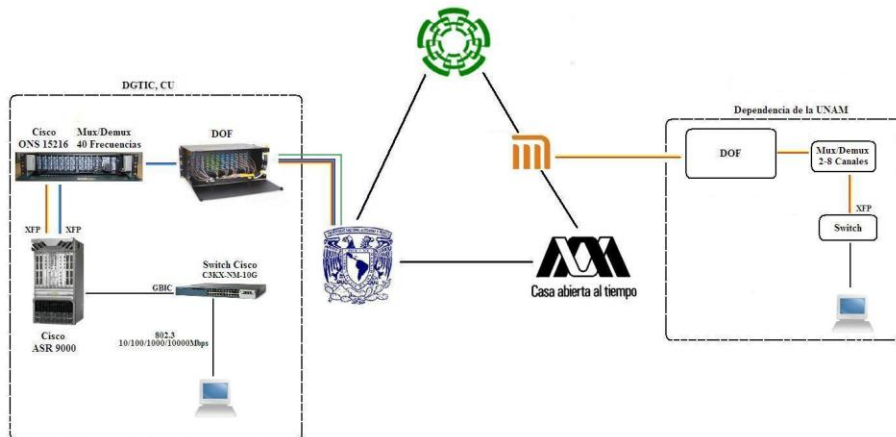 DGTIC, CU
Cisco
ONS 15216
Mux/Demux
40 Frecuencias
DOF
XFP
XFP
Cisco
ASR 9000
GBIC
Switch Cisco
C3KX-NM-10G
802.3
10/100/1000/10000Mbps
Casa abierta al tiempo
Dependencia de la UNAM
DOF
Mux/Demux
2-8 Canales
XFP
Switch